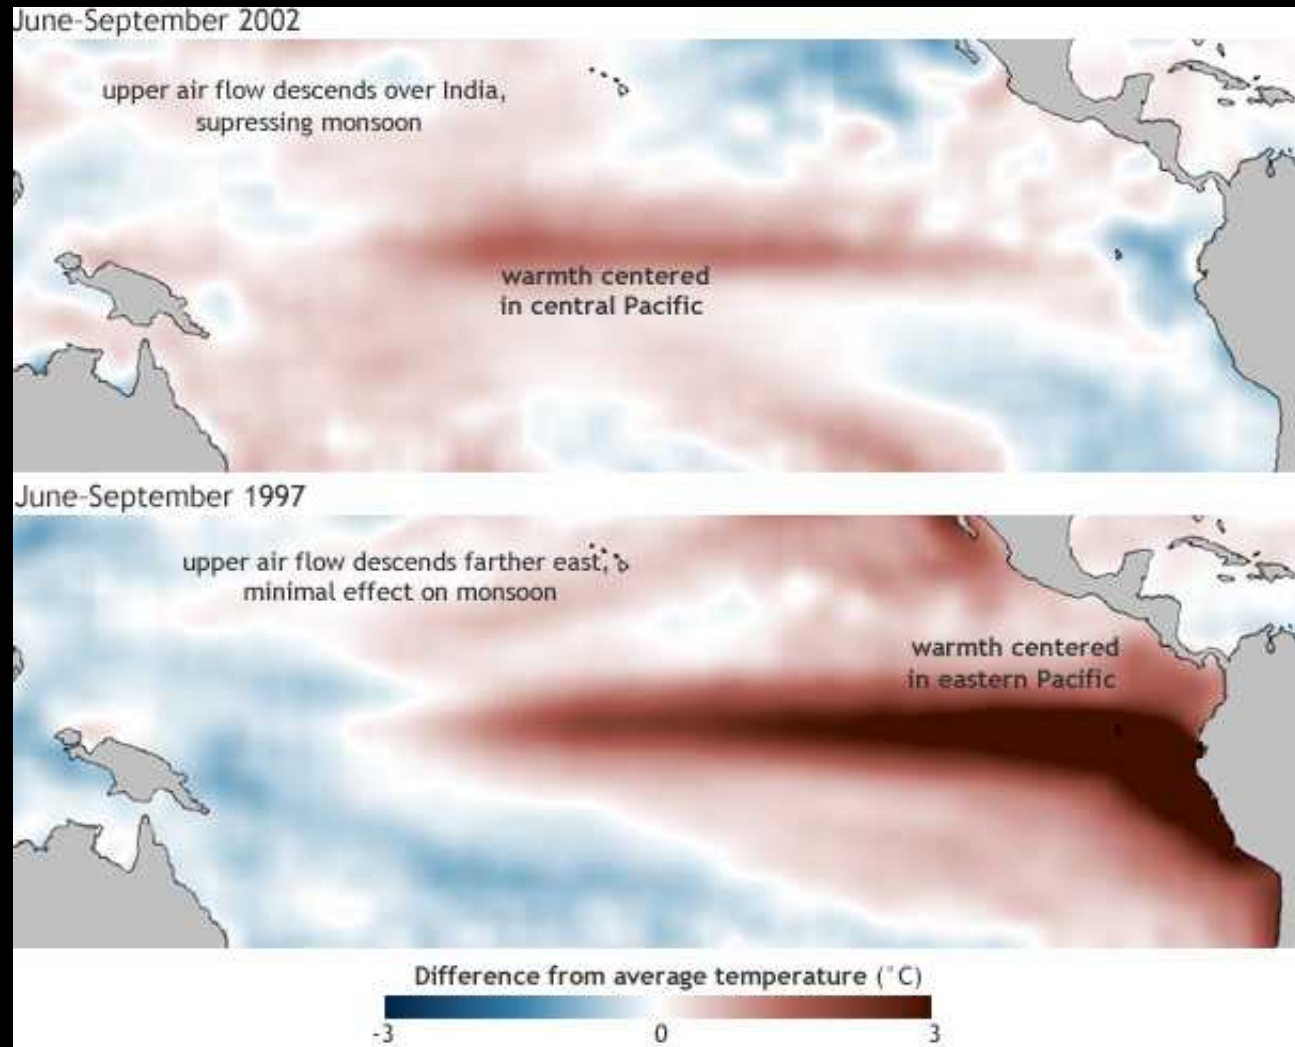 June-September 2002
upper air flow descends over India,
supressing monsoon
warmth centered
in central Pacific
June-September 1997
upper air flow descends farther east,
minimal effect on monsoon
warmth centered
in eastern Pacific
Difference from average temperature (°C)
-3 0 3